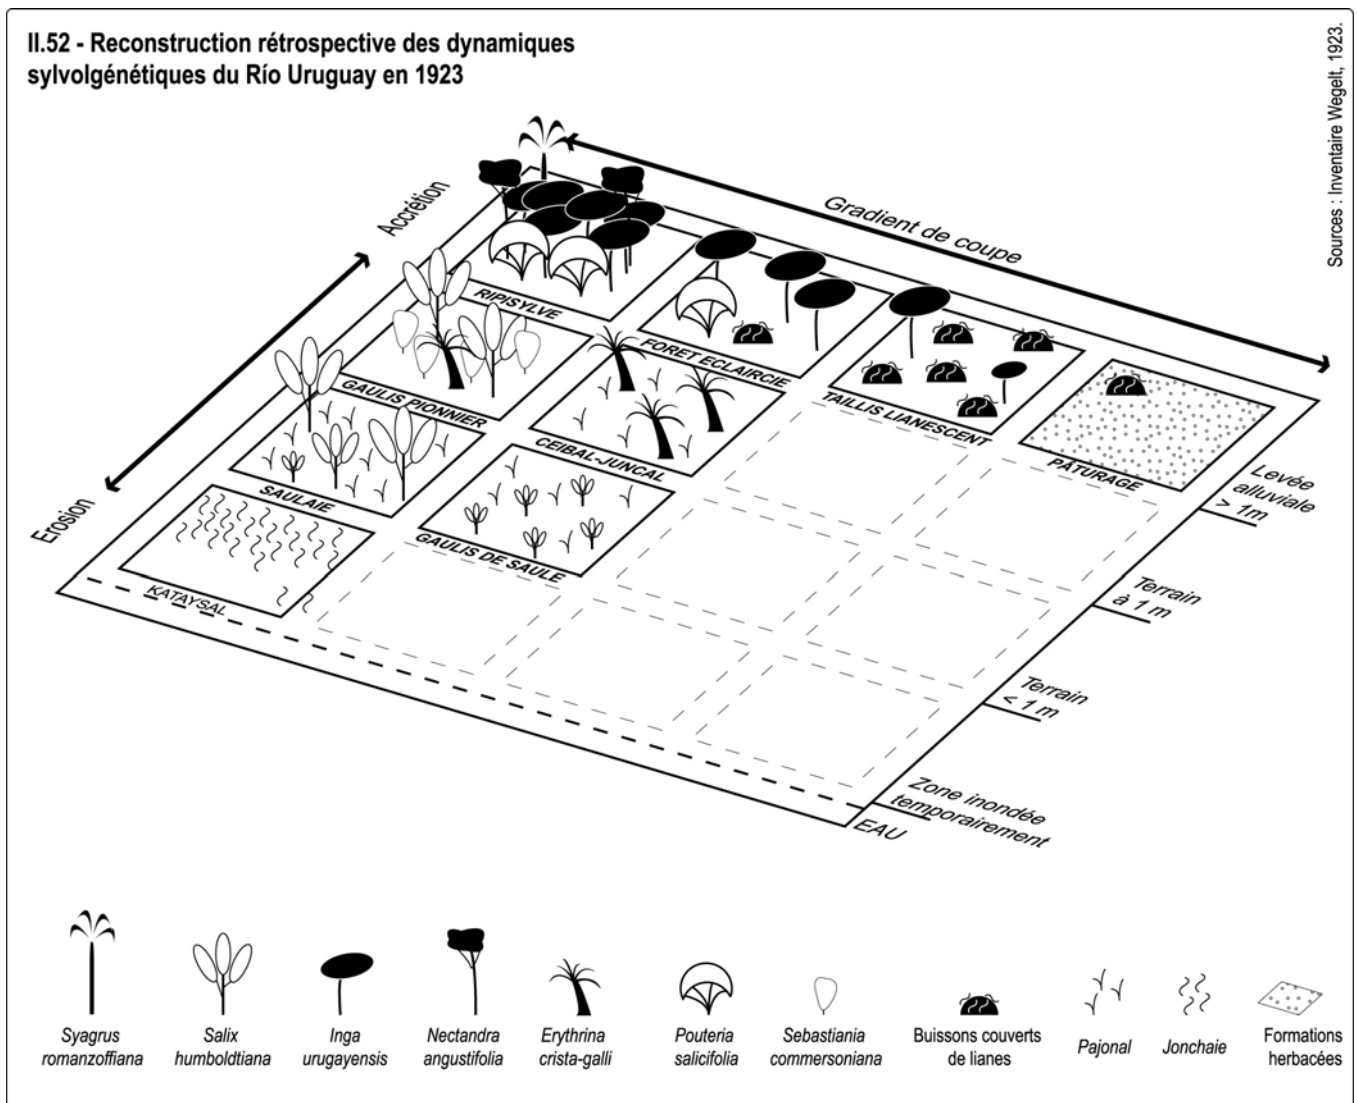 II.52 - Reconstruction rétrospective des dynamiques
sylvolgénétiques du Río Uruguay en 1923
Sources : Inventaire Wegelt, 1923.
Accrétion
Erosion
Gradient de coupe
RIPISYLVE
FORET ECLAIRCIE
TAILLIS LIANESCENT
PÂTURAGE
GAULIS PIONNIER
CEIBAL-JUNCAL
SAULAIE
GAULIS DE SAULE
KATAYSAL
Levée
alluviale
> 1m
Terrain
à 1 m
Terrain
< 1 m
Zone inondée
temporairement
EAU
Syagrus
romanzoffiana
Salix
humboldtiana
Inga
urugayensis
Nectandra
angustifolia
Erythrina
crista-galli
Pouteria
salicifolia
Sebastiania
commersoniana
Buissons couverts
de lianes
Pajonal
Jonchaie
Formations
herbacées